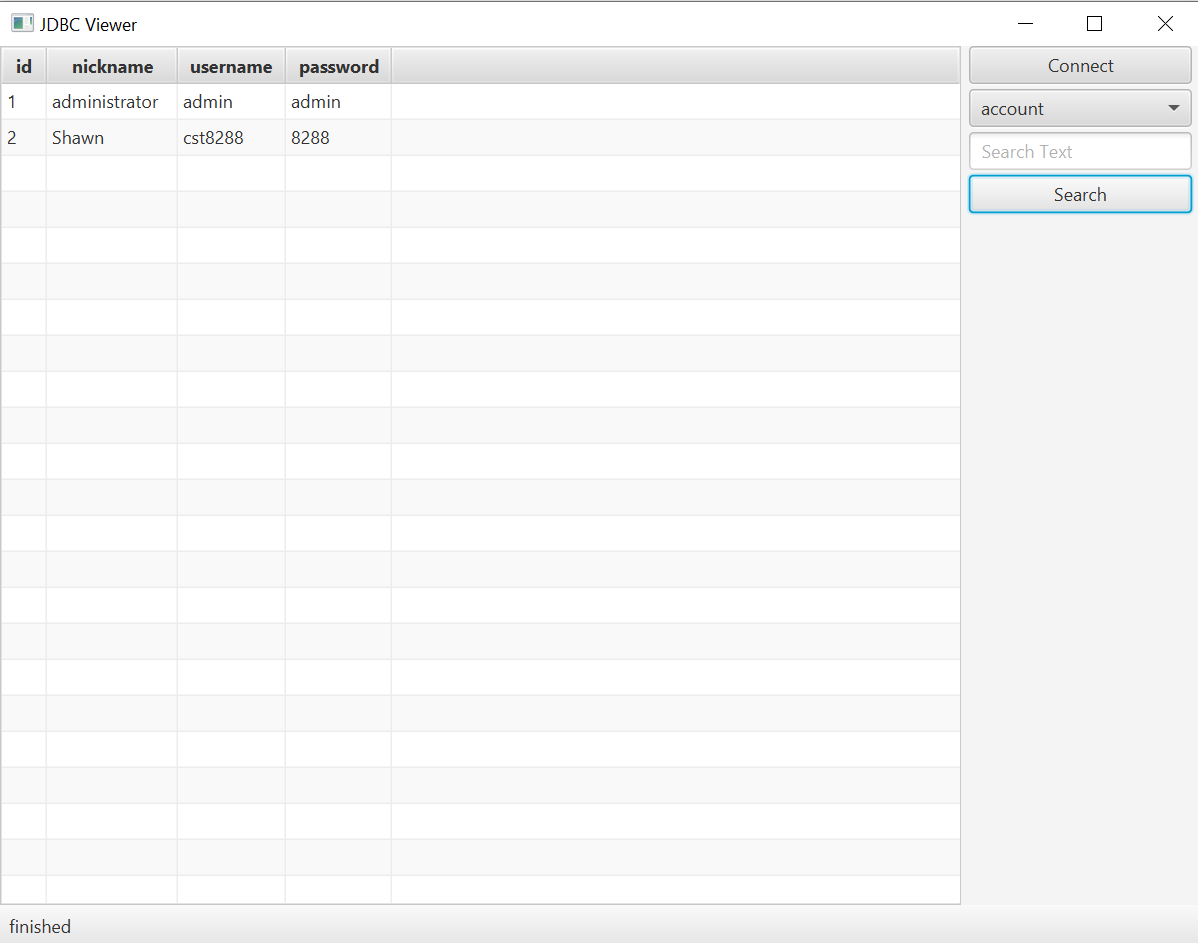 JDBC Viewer
id nickname username password
1 administrator admin admin
2 Shawn cst8288 8288
Connect
account
Search Text
Search
finished